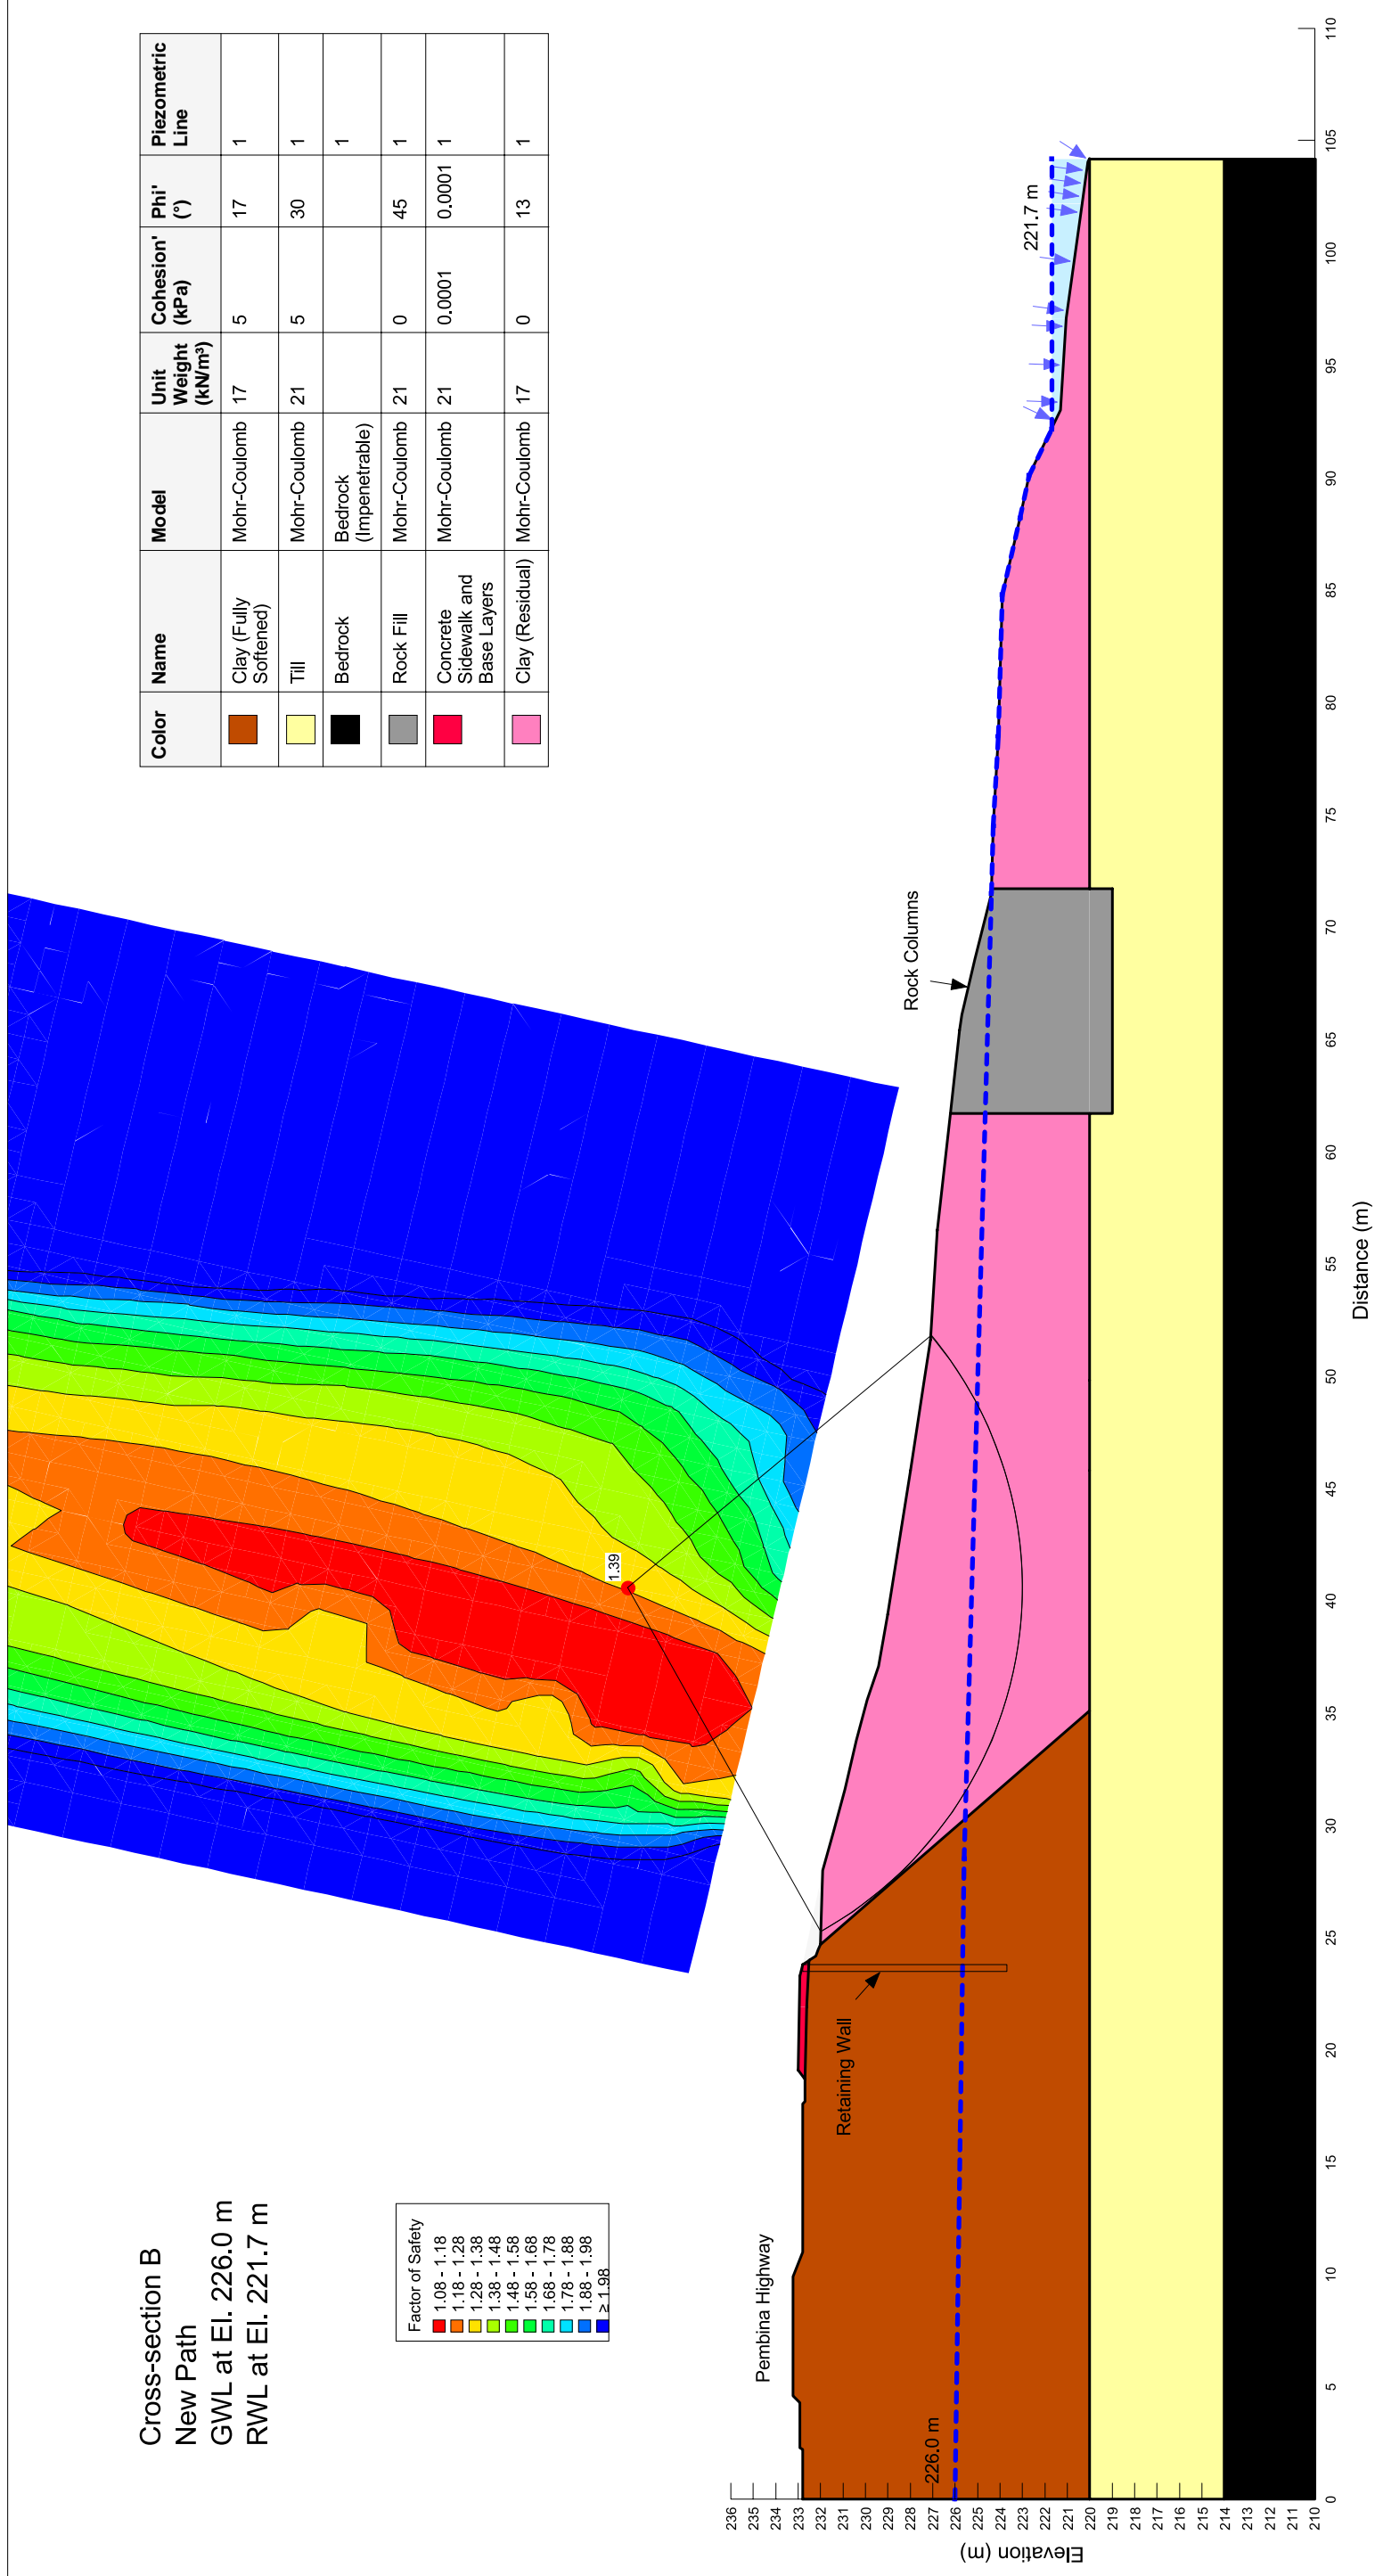 Cross-section B
New Path
GWL at El. 226.0 m
RWL at El. 221.7 m
Color Name Model Unit Weight (kN/m³) Cohesion' (kPa) Phi' (°) Piezometric Line
Clay (Fully Softened) Mohr-Coulomb 17 5 17 1
Till Mohr-Coulomb 21 5 30 1
Bedrock Bedrock (Impenetrable) 1
Rock Fill Mohr-Coulomb 21 0 45 1
Concrete Sidewalk and Base Layers Mohr-Coulomb 21 0.0001 0.0001 1
Clay (Residual) Mohr-Coulomb 17 0 13 1
Factor of Safety
1.08 - 1.18
1.18 - 1.28
1.28 - 1.38
1.38 - 1.48
1.48 - 1.58
1.58 - 1.68
1.68 - 1.78
1.78 - 1.88
1.88 - 1.98
≥ 1.98
1.39
Pembina Highway
Retaining Wall
Rock Columns
226.0 m
221.7 m
Elevation (m)
236
235
234
233
232
231
230
229
228
227
226
225
224
223
222
221
220
219
218
217
216
215
214
213
212
211
210
0 5 10 15 20 25 30 35 40 45 50 55 60 65 70 75 80 85 90 95 100 105 110
Distance (m)